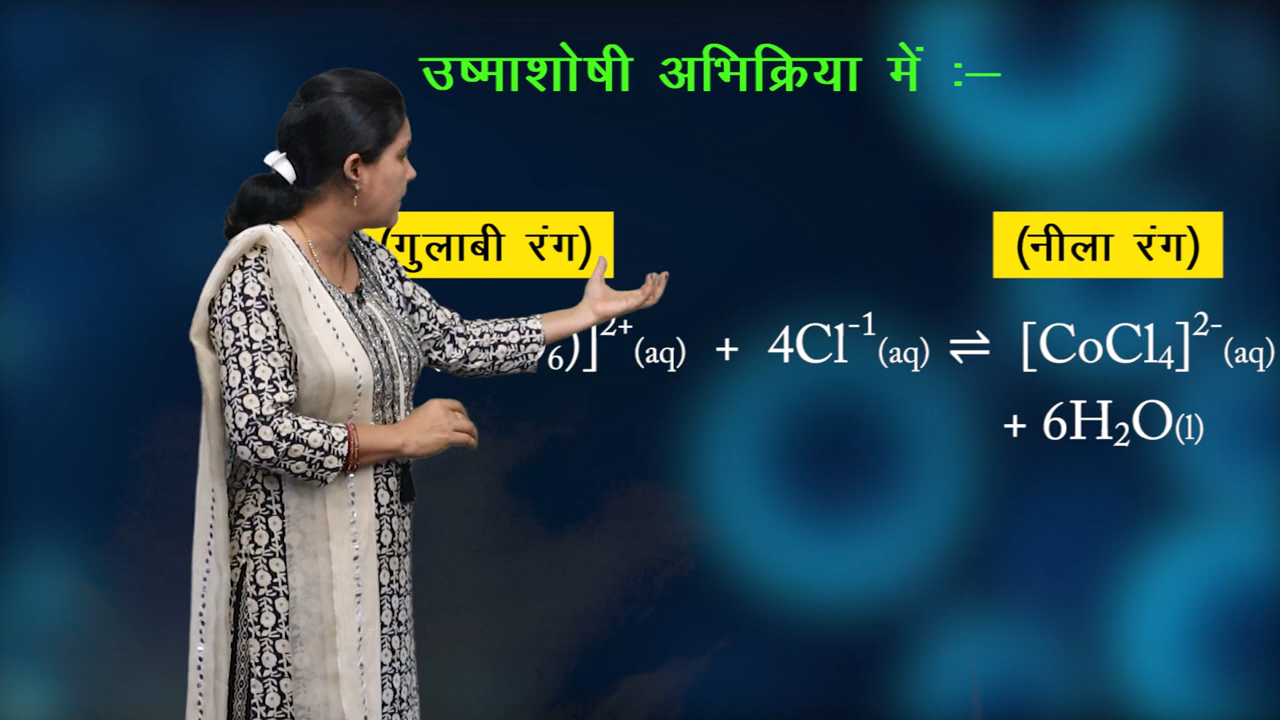 उष्माशोषी अभिक्रिया में :–
(गुलाबी रंग) (नीला रंग)
₆)]²⁺(aq) + 4Cl⁻¹(aq) ⇌ [CoCl₄]²⁻(aq)
+ 6H₂O(l)